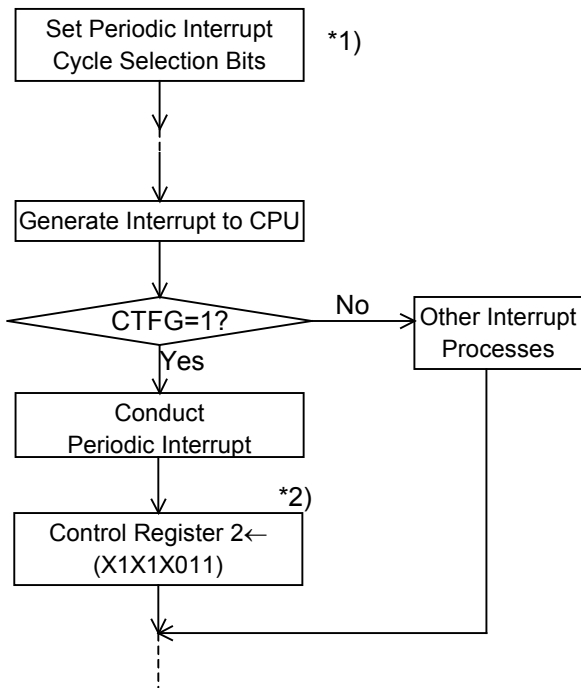 Set Periodic Interrupt
Cycle Selection Bits
*1)
Generate Interrupt to CPU
CTFG=1?
No
Other Interrupt
Processes
Yes
Conduct
Periodic Interrupt
*2)
Control Register 2←
(X1X1X011)